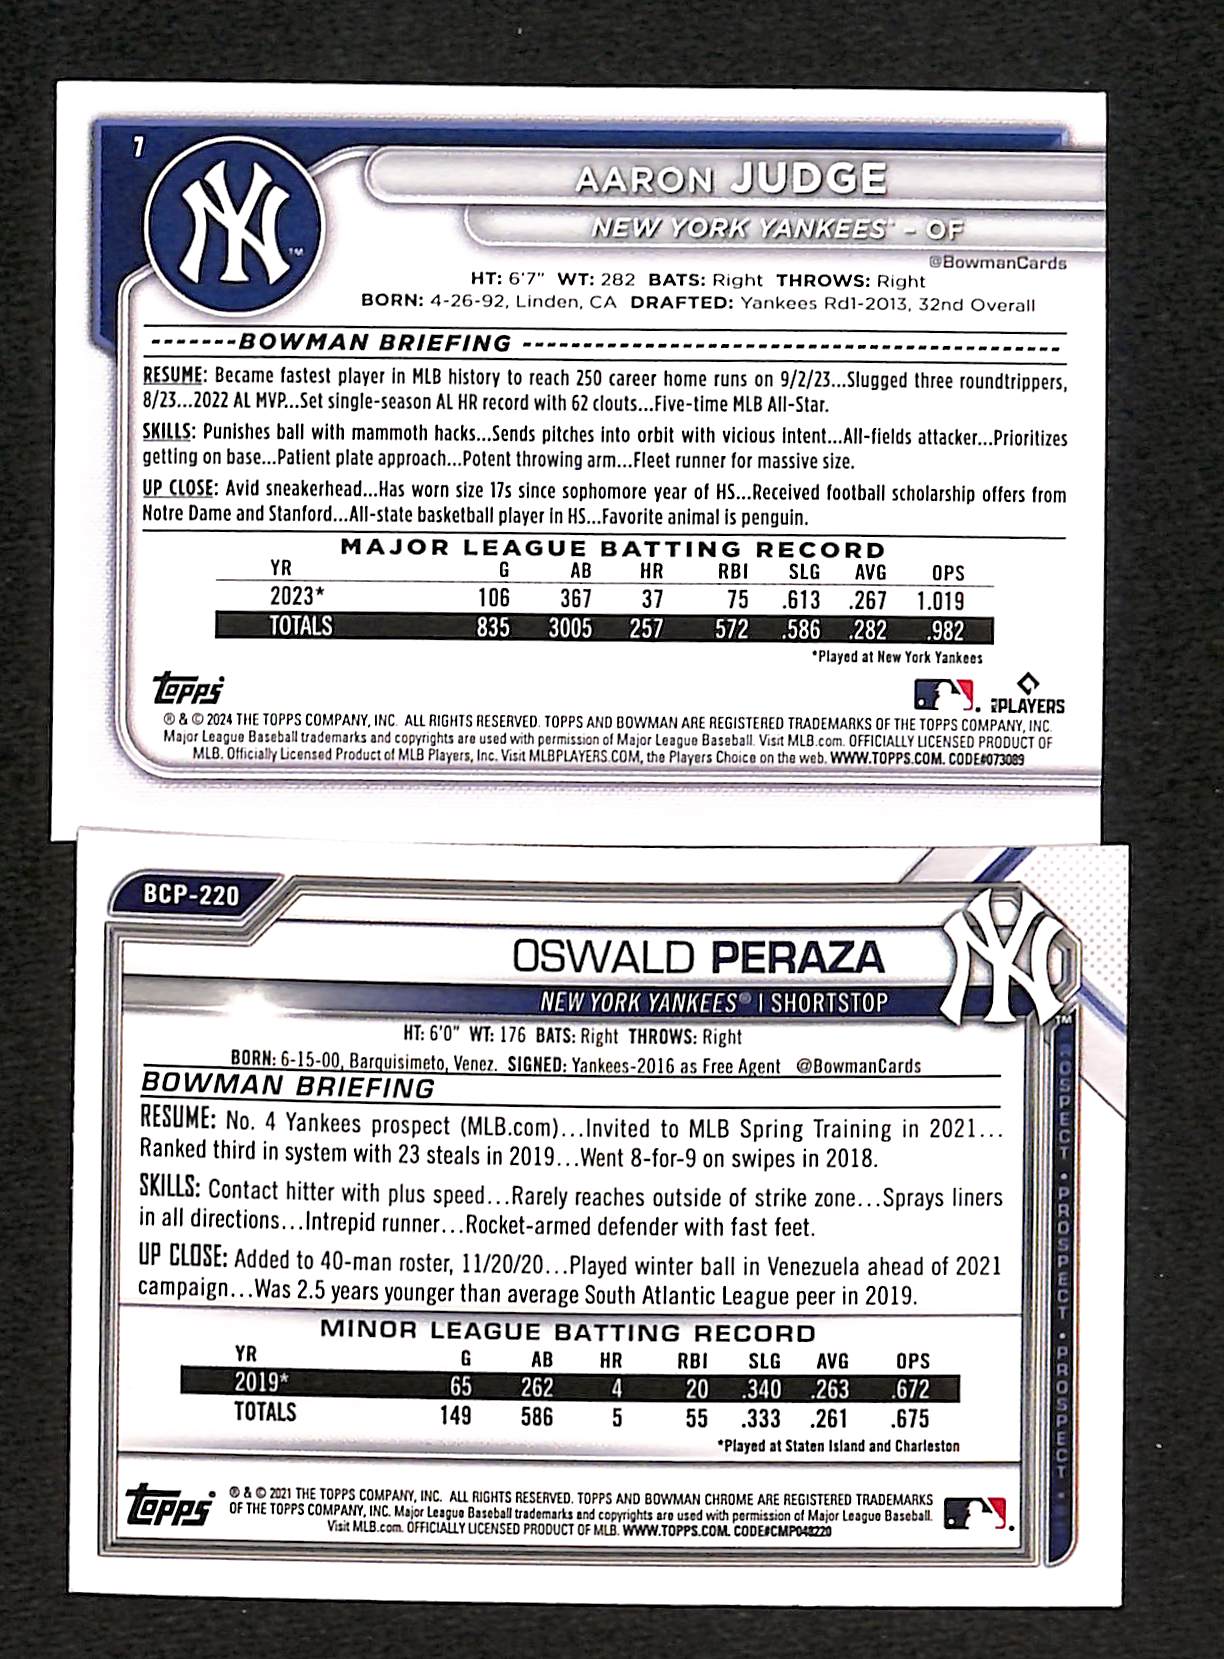 7
NY
™
AARON JUDGE
NEW YORK YANKEES® - OF
@BowmanCards
HT: 6'7" WT: 282 BATS: Right THROWS: Right
BORN: 4-26-92, Linden, CA DRAFTED: Yankees Rd1-2013, 32nd Overall
BOWMAN BRIEFING
RESUME: Became fastest player in MLB history to reach 250 career home runs on 9/2/23...Slugged three roundtrippers,
8/23...2022 AL MVP...Set single-season AL HR record with 62 clouts...Five-time MLB All-Star.
SKILLS: Punishes ball with mammoth hacks...Sends pitches into orbit with vicious intent...All-fields attacker...Prioritizes
getting on base...Patient plate approach...Potent throwing arm...Fleet runner for massive size.
UP CLOSE: Avid sneakerhead...Has worn size 17s since sophomore year of HS...Received football scholarship offers from
Notre Dame and Stanford...All-state basketball player in HS...Favorite animal is penguin.
MAJOR LEAGUE BATTING RECORD
YR G AB HR RBI SLG AVG OPS
2023* 106 367 37 75 .613 .267 1.019
TOTALS 835 3005 257 572 .586 .282 .982
*Played at New York Yankees
Topps
PLAYERS
® & © 2024 THE TOPPS COMPANY, INC. ALL RIGHTS RESERVED. TOPPS AND BOWMAN ARE REGISTERED TRADEMARKS OF THE TOPPS COMPANY, INC.
Major League Baseball trademarks and copyrights are used with permission of Major League Baseball. Visit MLB.com. OFFICIALLY LICENSED PRODUCT OF
MLB. Officially Licensed Product of MLB Players, Inc. Visit MLBPLAYERS.COM, the Players Choice on the web. WWW.TOPPS.COM. CODE#073089
BCP-220
NY
™
OSWALD PERAZA
NEW YORK YANKEES® | SHORTSTOP
HT: 6'0" WT: 176 BATS: Right THROWS: Right
BORN: 6-15-00, Barquisimeto, Venez. SIGNED: Yankees-2016 as Free Agent @BowmanCards
BOWMAN BRIEFING
RESUME: No. 4 Yankees prospect (MLB.com)...Invited to MLB Spring Training in 2021...
Ranked third in system with 23 steals in 2019...Went 8-for-9 on swipes in 2018.
SKILLS: Contact hitter with plus speed...Rarely reaches outside of strike zone...Sprays liners
in all directions...Intrepid runner...Rocket-armed defender with fast feet.
UP CLOSE: Added to 40-man roster, 11/20/20...Played winter ball in Venezuela ahead of 2021
campaign...Was 2.5 years younger than average South Atlantic League peer in 2019.
MINOR LEAGUE BATTING RECORD
YR G AB HR RBI SLG AVG OPS
2019* 65 262 4 20 .340 .263 .672
TOTALS 149 586 5 55 .333 .261 .675
*Played at Staten Island and Charleston
Topps
® & © 2021 THE TOPPS COMPANY, INC. ALL RIGHTS RESERVED. TOPPS AND BOWMAN CHROME ARE REGISTERED TRADEMARKS
OF THE TOPPS COMPANY, INC. Major League Baseball trademarks and copyrights are used with permission of Major League Baseball.
Visit MLB.com. OFFICIALLY LICENSED PRODUCT OF MLB. WWW.TOPPS.COM. CODE#CMP048220
ROSPECT • PROSPECT • PROSPECT •